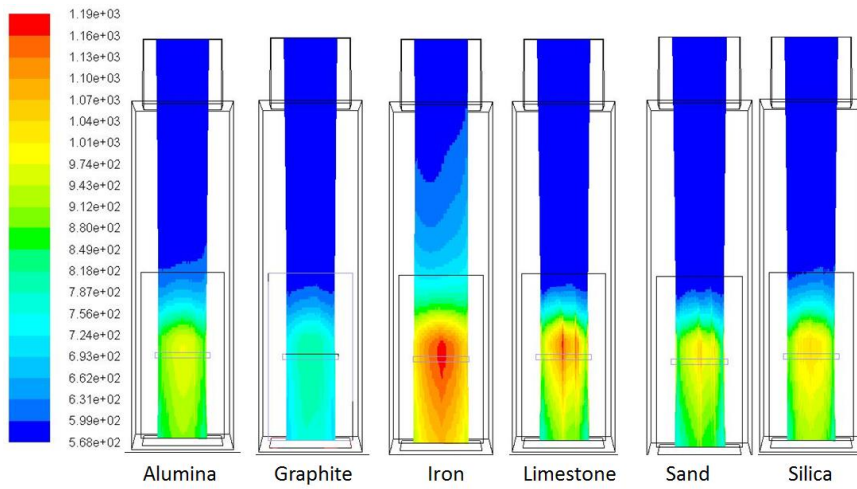 1.19e+03
1.16e+03
1.13e+03
1.10e+03
1.07e+03
1.04e+03
1.01e+03
9.74e+02
9.43e+02
9.12e+02
8.80e+02
8.49e+02
8.18e+02
7.87e+02
7.56e+02
7.24e+02
6.93e+02
6.62e+02
6.31e+02
5.99e+02
5.68e+02
Alumina Graphite Iron Limestone Sand Silica